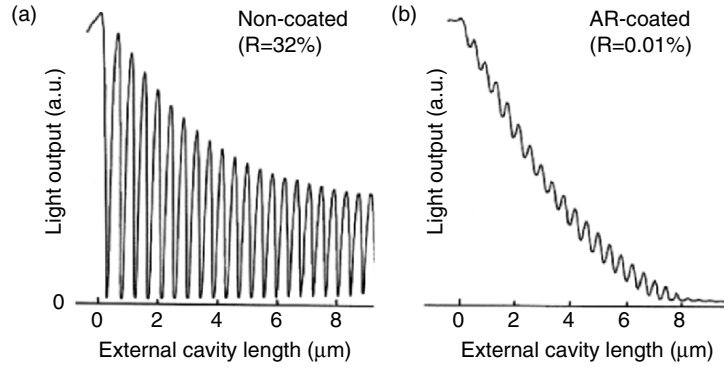 (a)
Non-coated
(R=32%)
Light output (a.u.)
0
0 2 4 6 8
External cavity length (μm)
(b)
AR-coated
(R=0.01%)
Light output (a.u.)
0 2 4 6 8
External cavity length (μm)